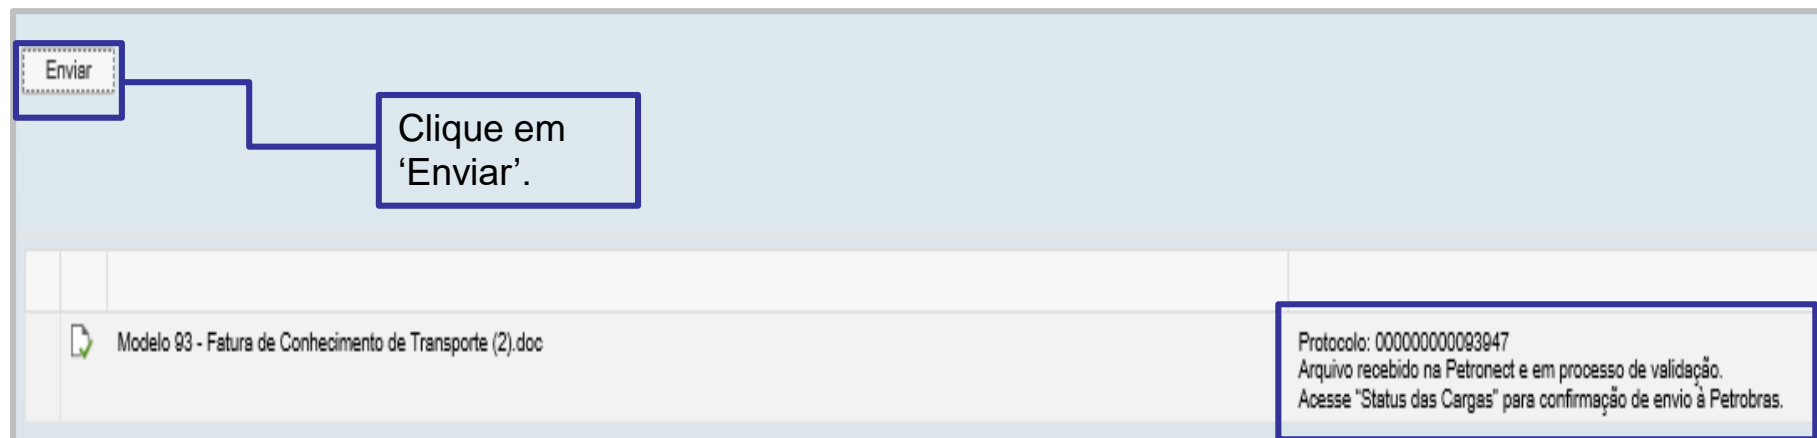 Enviar
Clique em
‘Enviar’.
Modelo 93 - Fatura de Conhecimento de Transporte (2).doc
Protocolo: 000000000093947
Arquivo recebido na Petronect e em processo de validação.
Acesse "Status das Cargas" para confirmação de envio à Petrobras.